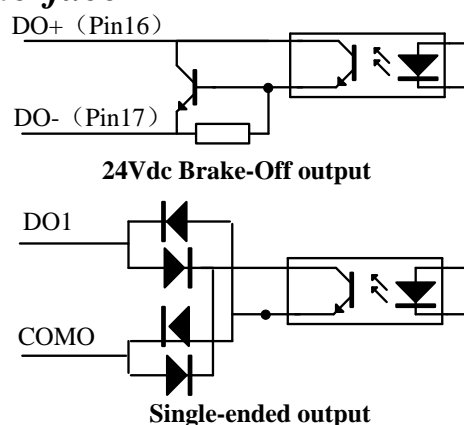 DO+（Pin16）
DO-（Pin17）
24Vdc Brake-Off output
DO1
COMO
Single-ended output